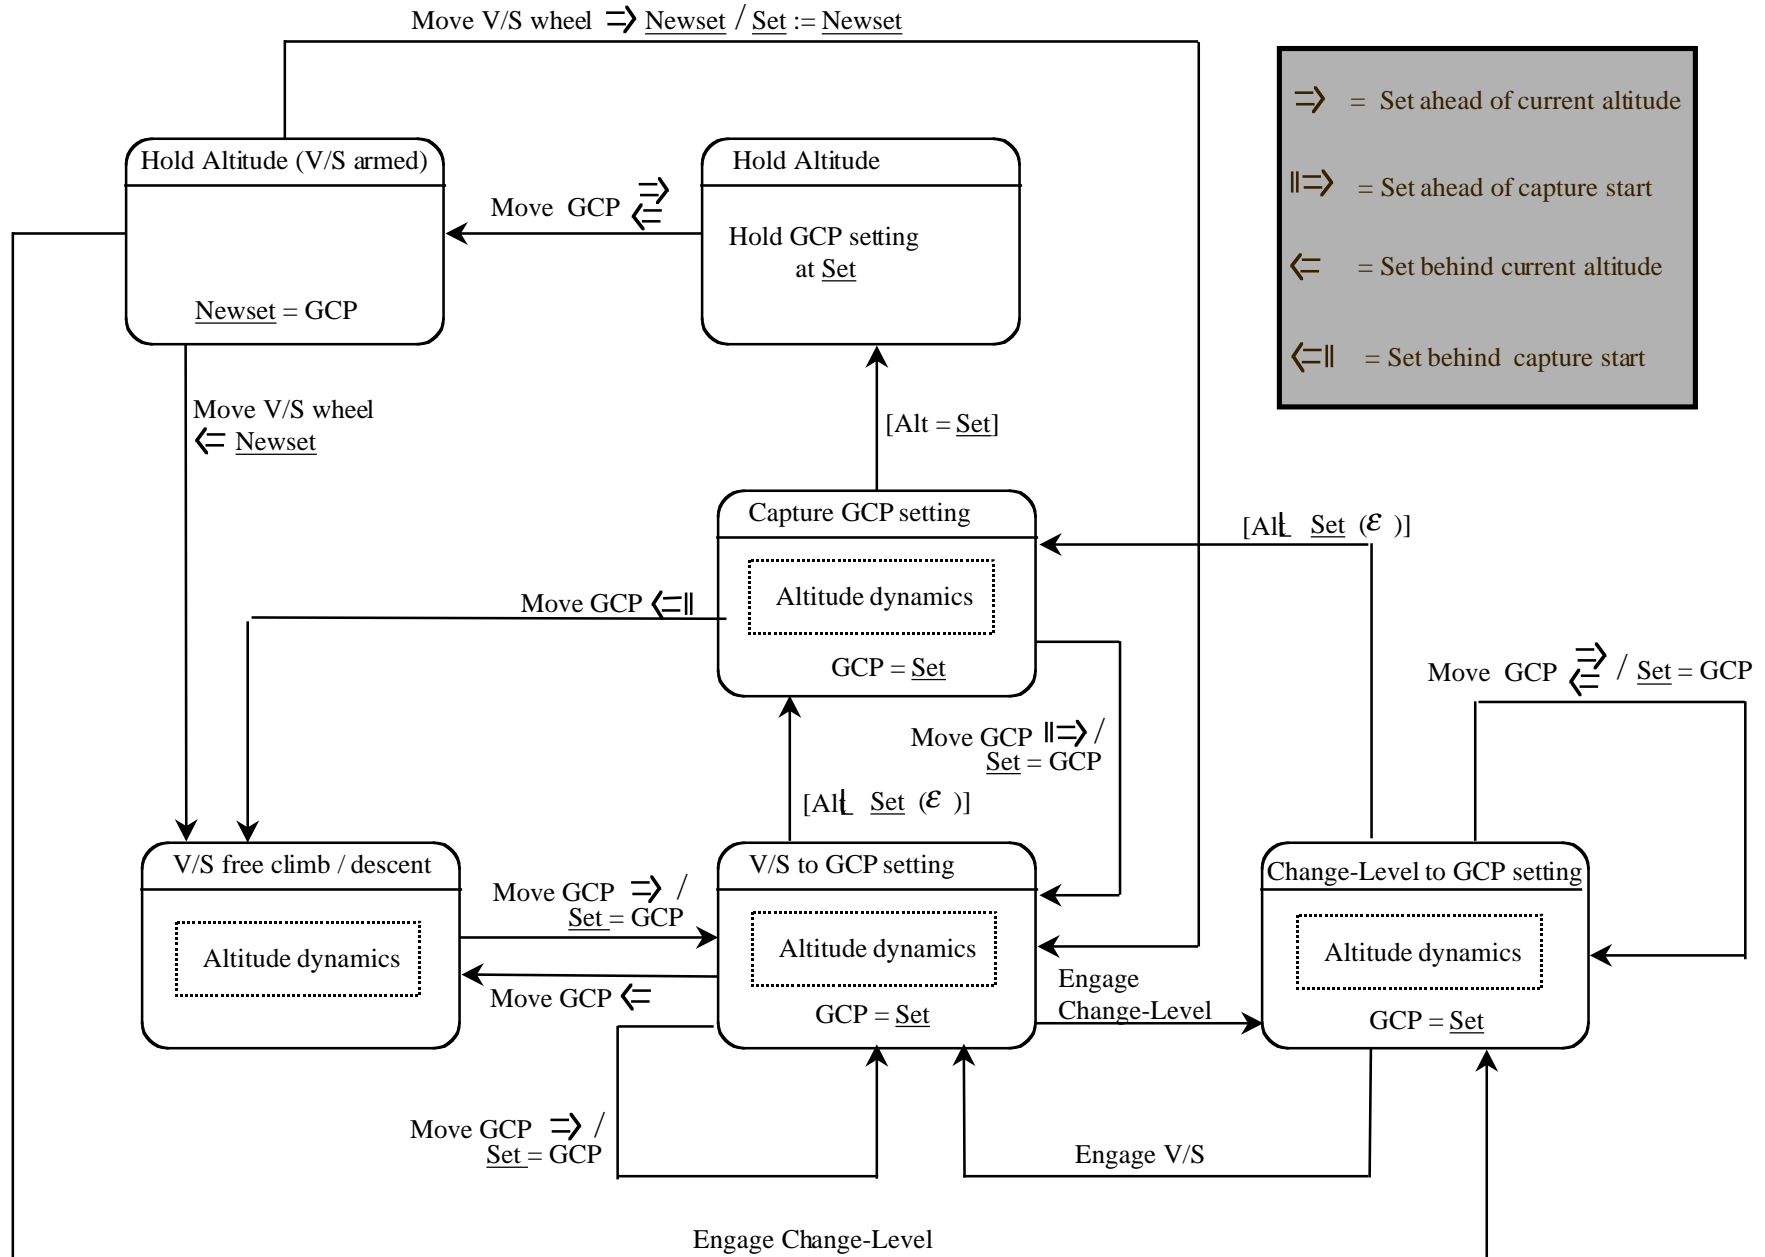 Move V/S wheel ⇒ Newset / Set := Newset
⇒ = Set ahead of current altitude
||⇒ = Set ahead of capture start
⇐ = Set behind current altitude
⇐|| = Set behind capture start
Hold Altitude (V/S armed)
Newset = GCP
Move GCP ⇒
⇐
Hold Altitude
Hold GCP setting
at Set
Move V/S wheel
⇐ Newset
[Alt = Set]
Capture GCP setting
Altitude dynamics
GCP = Set
[Alt Set (ε )]
Move GCP ⇐||
Move GCP ||⇒ /
Set = GCP
Move GCP ⇒ / Set = GCP
⇐
[Alt Set (ε )]
V/S free climb / descent
Altitude dynamics
Move GCP ⇒ /
Set = GCP
Move GCP ⇐
V/S to GCP setting
Altitude dynamics
GCP = Set
Engage
Change-Level
Change-Level to GCP setting
Altitude dynamics
GCP = Set
Move GCP ⇒ /
Set = GCP
Engage V/S
Engage Change-Level